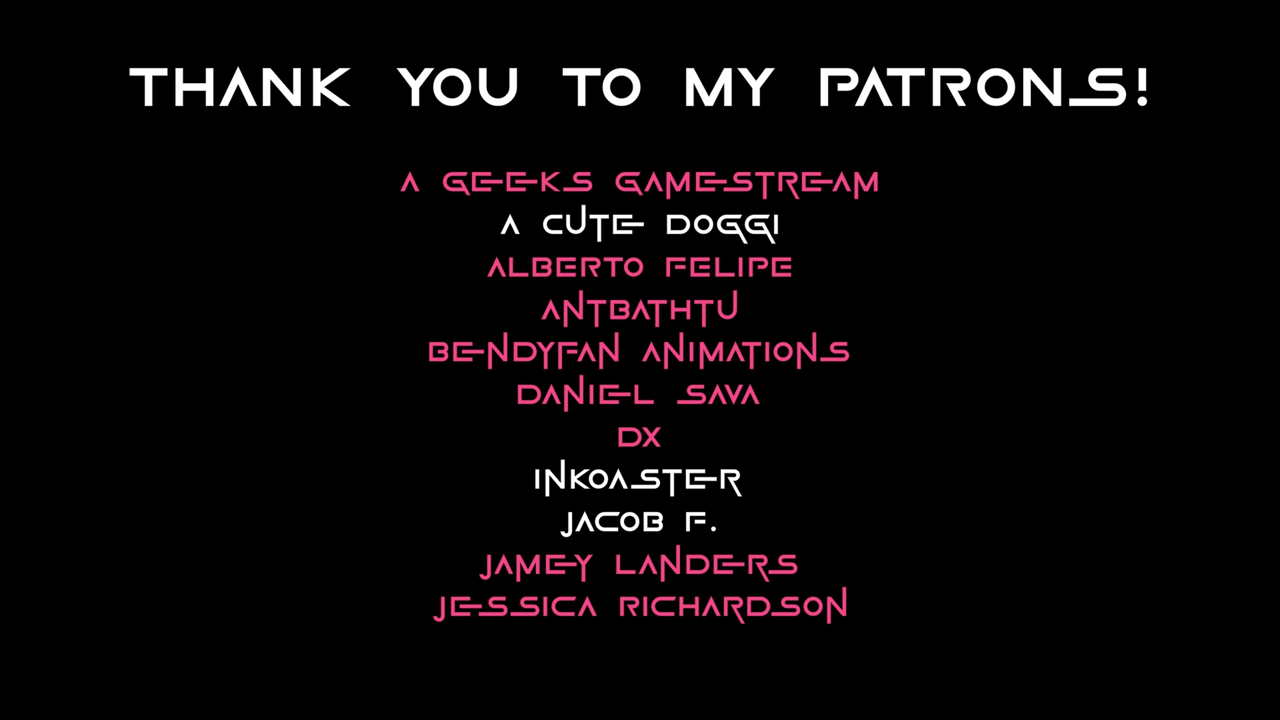 THANK YOU TO MY PATRONS!
A GEEKS GAMESTREAM
A CUTE DOGGI
ALBERTO FELIPE
ANTBATHTU
BENDYFAN ANIMATIONS
DANIEL SAVA
DX
INKOASTER
JACOB F.
JAMEY LANDERS
JESSICA RICHARDSON